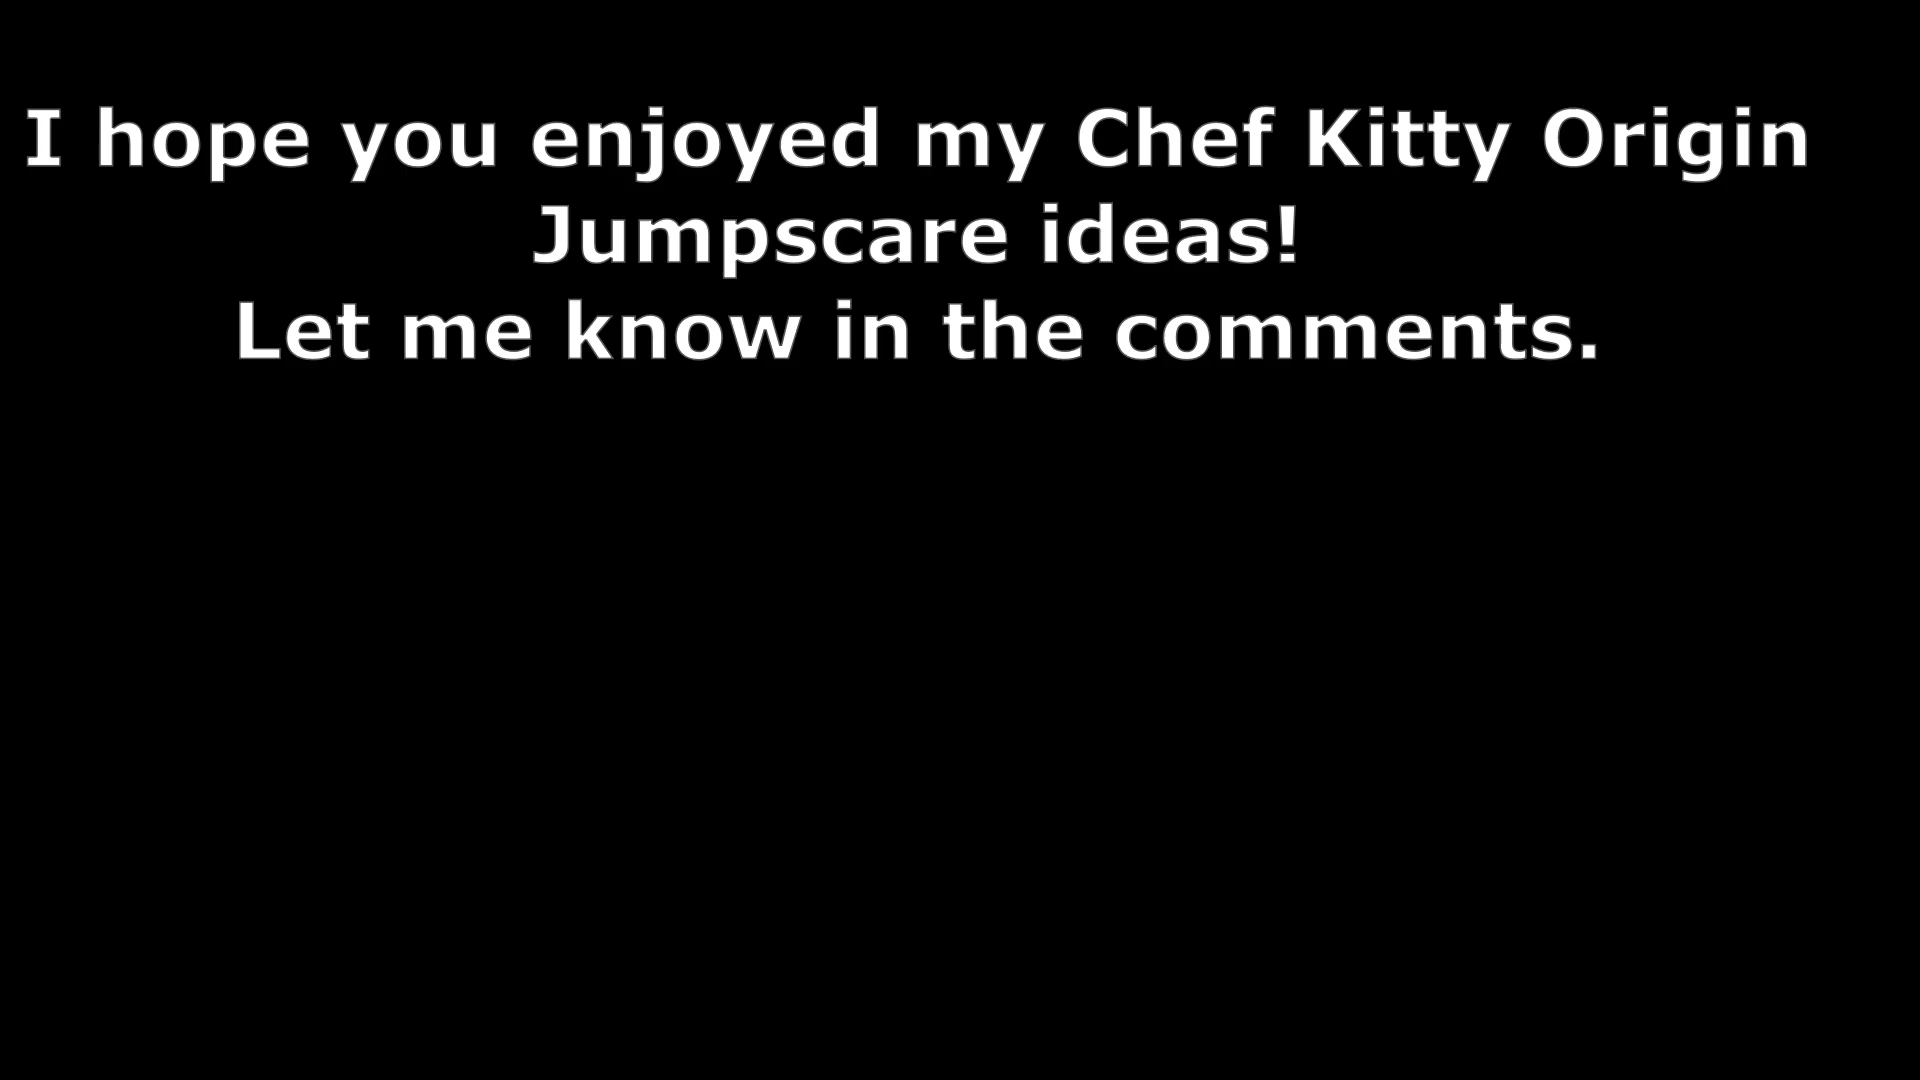 I hope you enjoyed my Chef Kitty Origin
Jumpscare ideas!
Let me know in the comments.